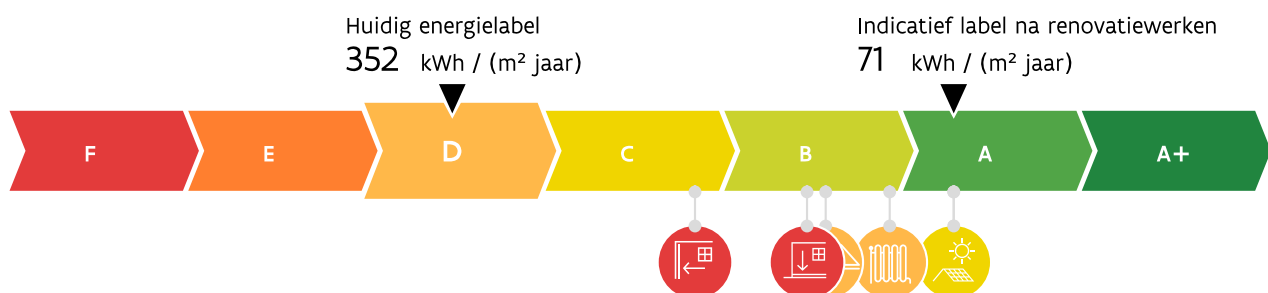 Huidig energielabel
352 kWh / (m² jaar)
Indicatief label na renovatiewerken
71 kWh / (m² jaar)
F E D C B A A+